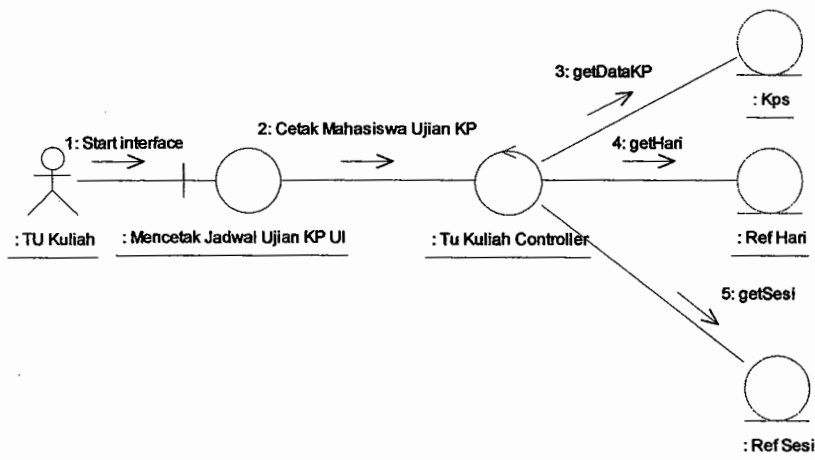 3: getDataKP
: Kps
1: Start interface
2: Cetak Mahasiswa Ujian KP
4: getHari
: TU Kuliah
: Mencetak Jadwal Ujian KP UI
: Tu Kuliah Controller
: Ref Hari
5: getSesi
: Ref Sesi